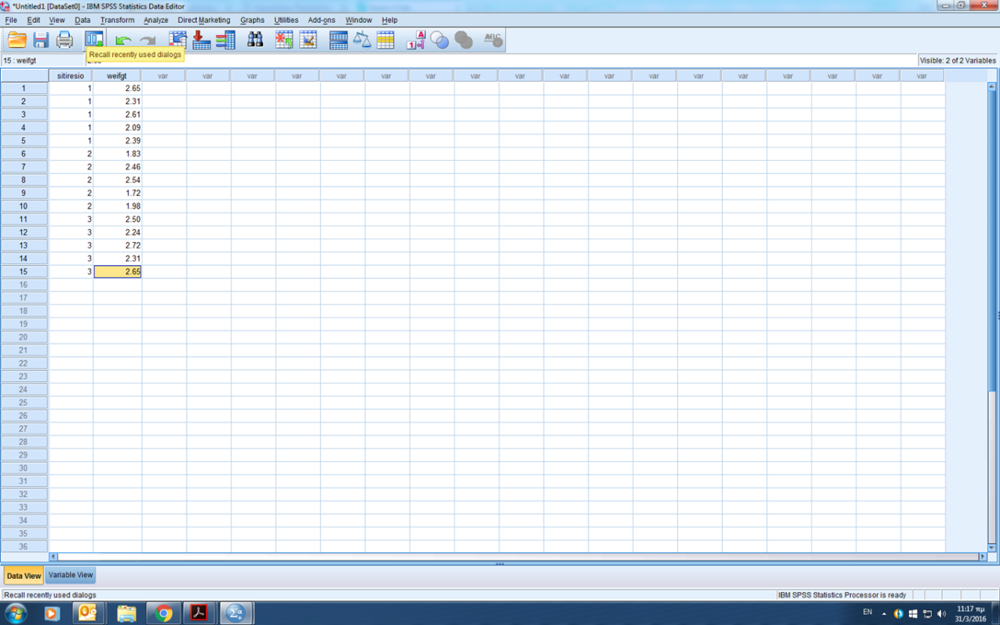 *Untitled1 [DataSet0] - IBM SPSS Statistics Data Editor
File Edit View Data Transform Analyze Direct Marketing Graphs Utilities Add-ons Window Help
Recall recently used dialogs
15 : weifgt
Visible: 2 of 2 Variables
sitiresio weifgt var var var var var var var var var var var var var var var var var var
1 1 2.65
2 1 2.31
3 1 2.61
4 1 2.09
5 1 2.39
6 2 1.83
7 2 2.46
8 2 2.54
9 2 1.72
10 2 1.98
11 3 2.50
12 3 2.24
13 3 2.72
14 3 2.31
15 3 2.65
16
17
18
19
20
21
22
23
24
25
26
27
28
29
30
31
32
33
34
35
36
Data View Variable View
Recall recently used dialogs
IBM SPSS Statistics Processor is ready
EN
11:17 πμ
31/3/2016